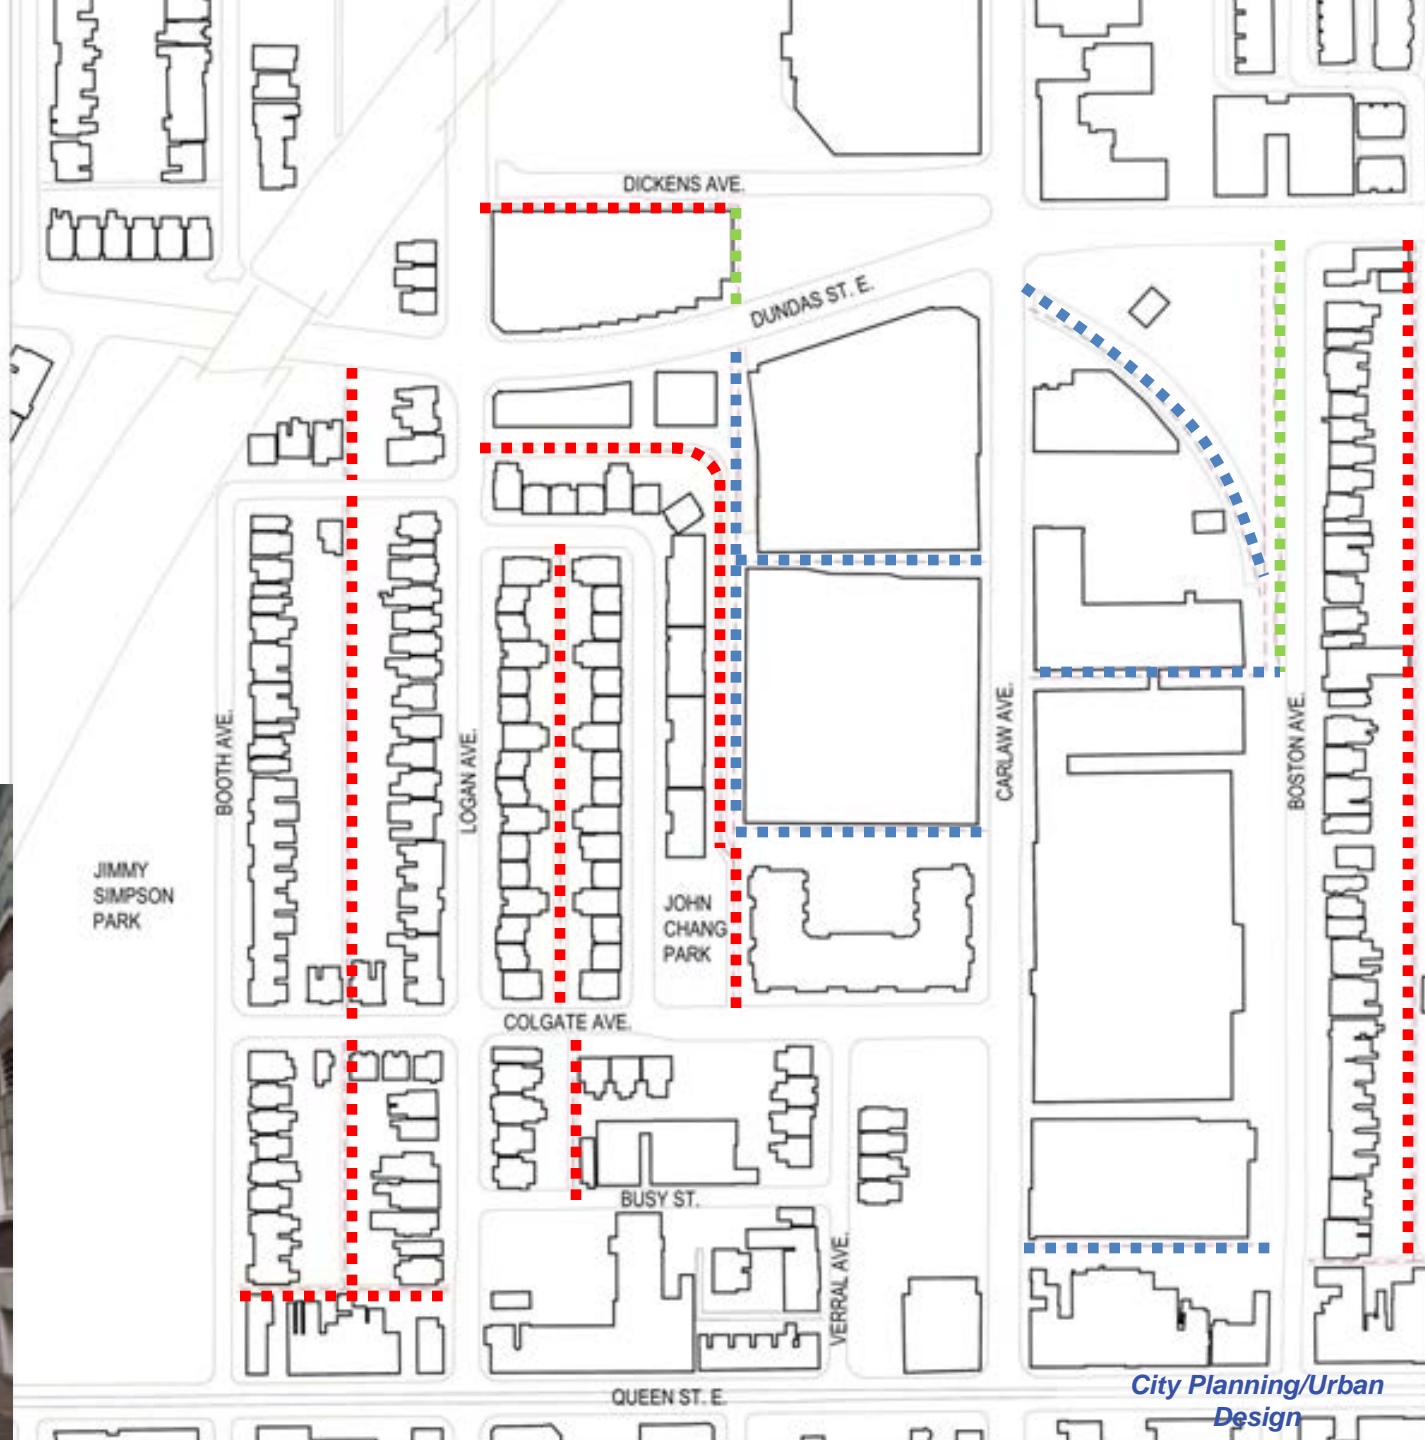 DICKENS AVE.
DUNDAS ST. E.
BOOTH AVE.
LOGAN AVE.
CARLAW AVE.
BOSTON AVE.
JIMMY
SIMPSON
PARK
JOHN
CHANG
PARK
COLGATE AVE.
BUSY ST.
VERRAL AVE.
QUEEN ST. E.
City Planning/Urban
Design